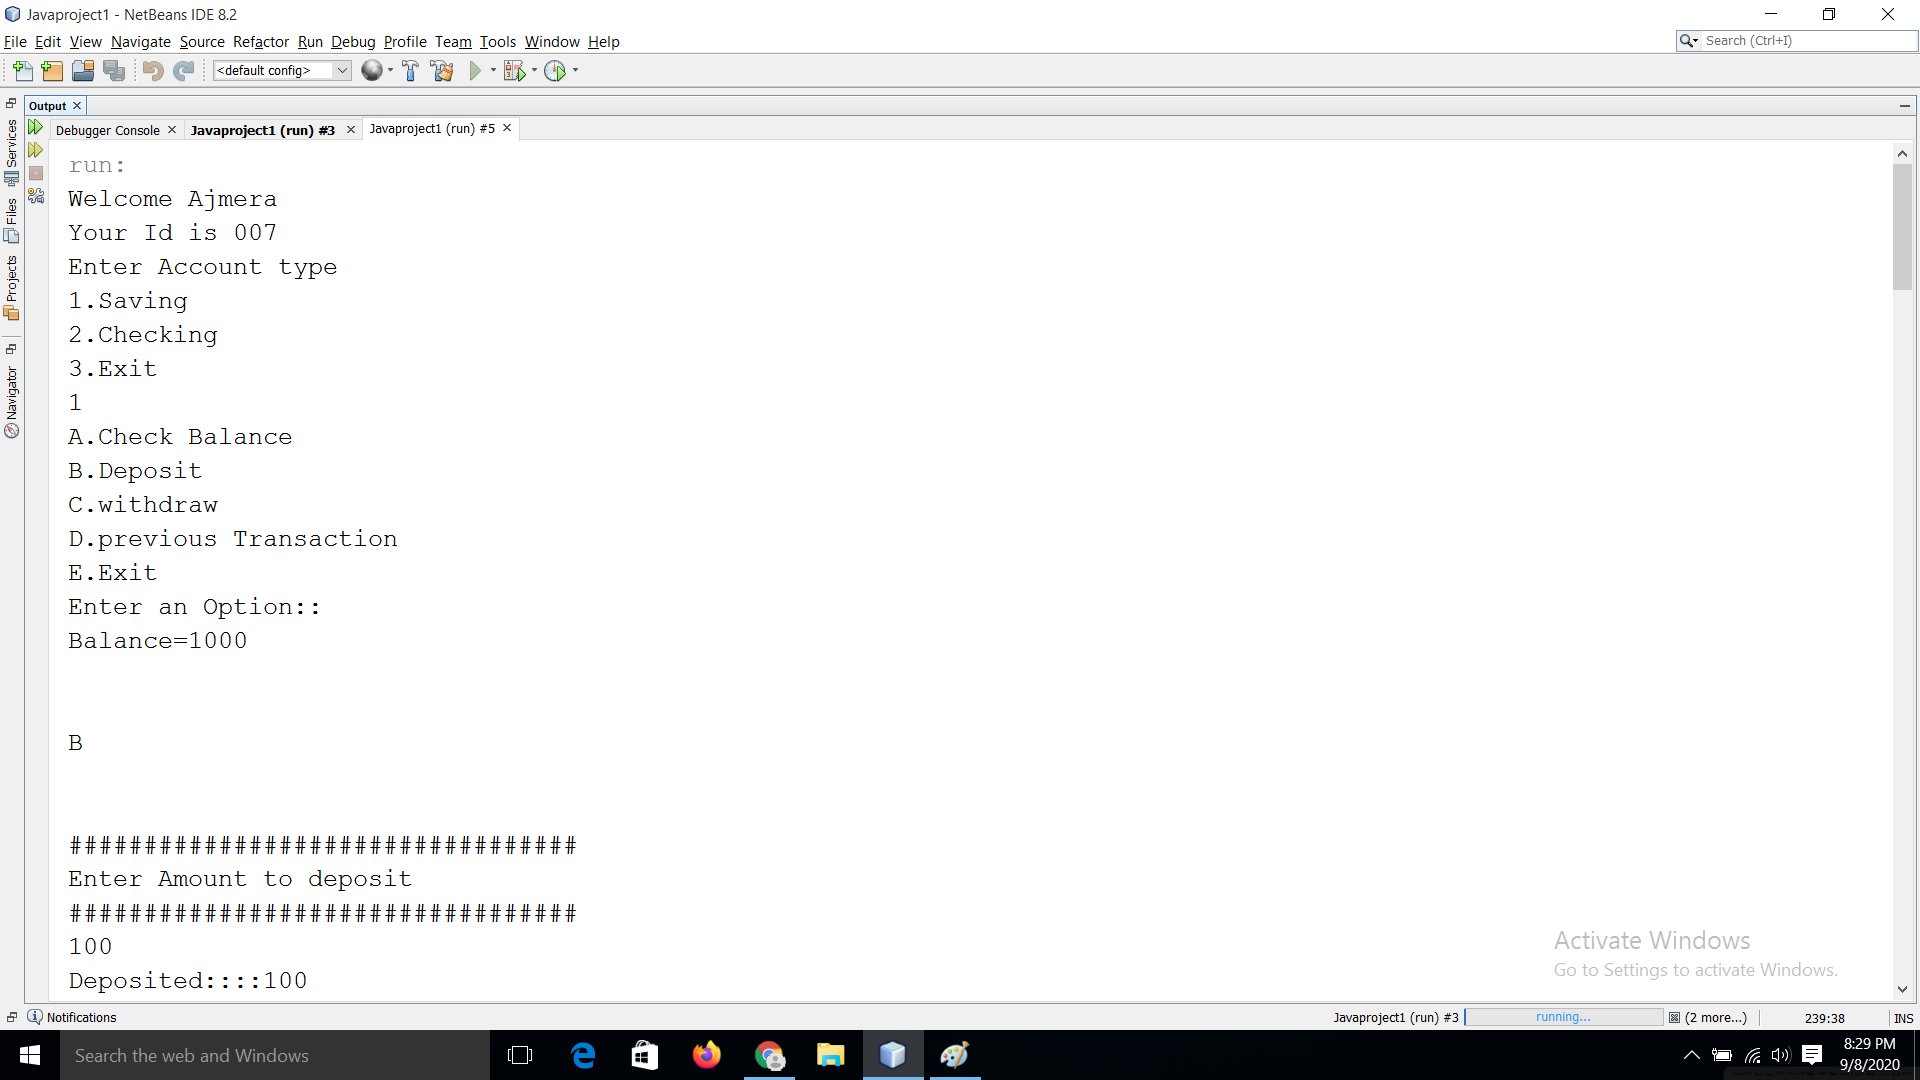 Javaproject1 - NetBeans IDE 8.2
File Edit View Navigate Source Refactor Run Debug Profile Team Tools Window Help
Search (Ctrl+I)
<default config>
Output
Debugger Console
Javaproject1 (run) #3
Javaproject1 (run) #5
Services
Files
Projects
Navigator
run:
Welcome Ajmera
Your Id is 007
Enter Account type
1.Saving
2.Checking
3.Exit
1
A.Check Balance
B.Deposit
C.withdraw
D.previous Transaction
E.Exit
Enter an Option::
Balance=1000
B
##################################
Enter Amount to deposit
##################################
100
Deposited::::100
Activate Windows
Go to Settings to activate Windows.
Notifications
Javaproject1 (run) #3
running...
(2 more...)
239:38
INS
Search the web and Windows
8:29 PM
9/8/2020